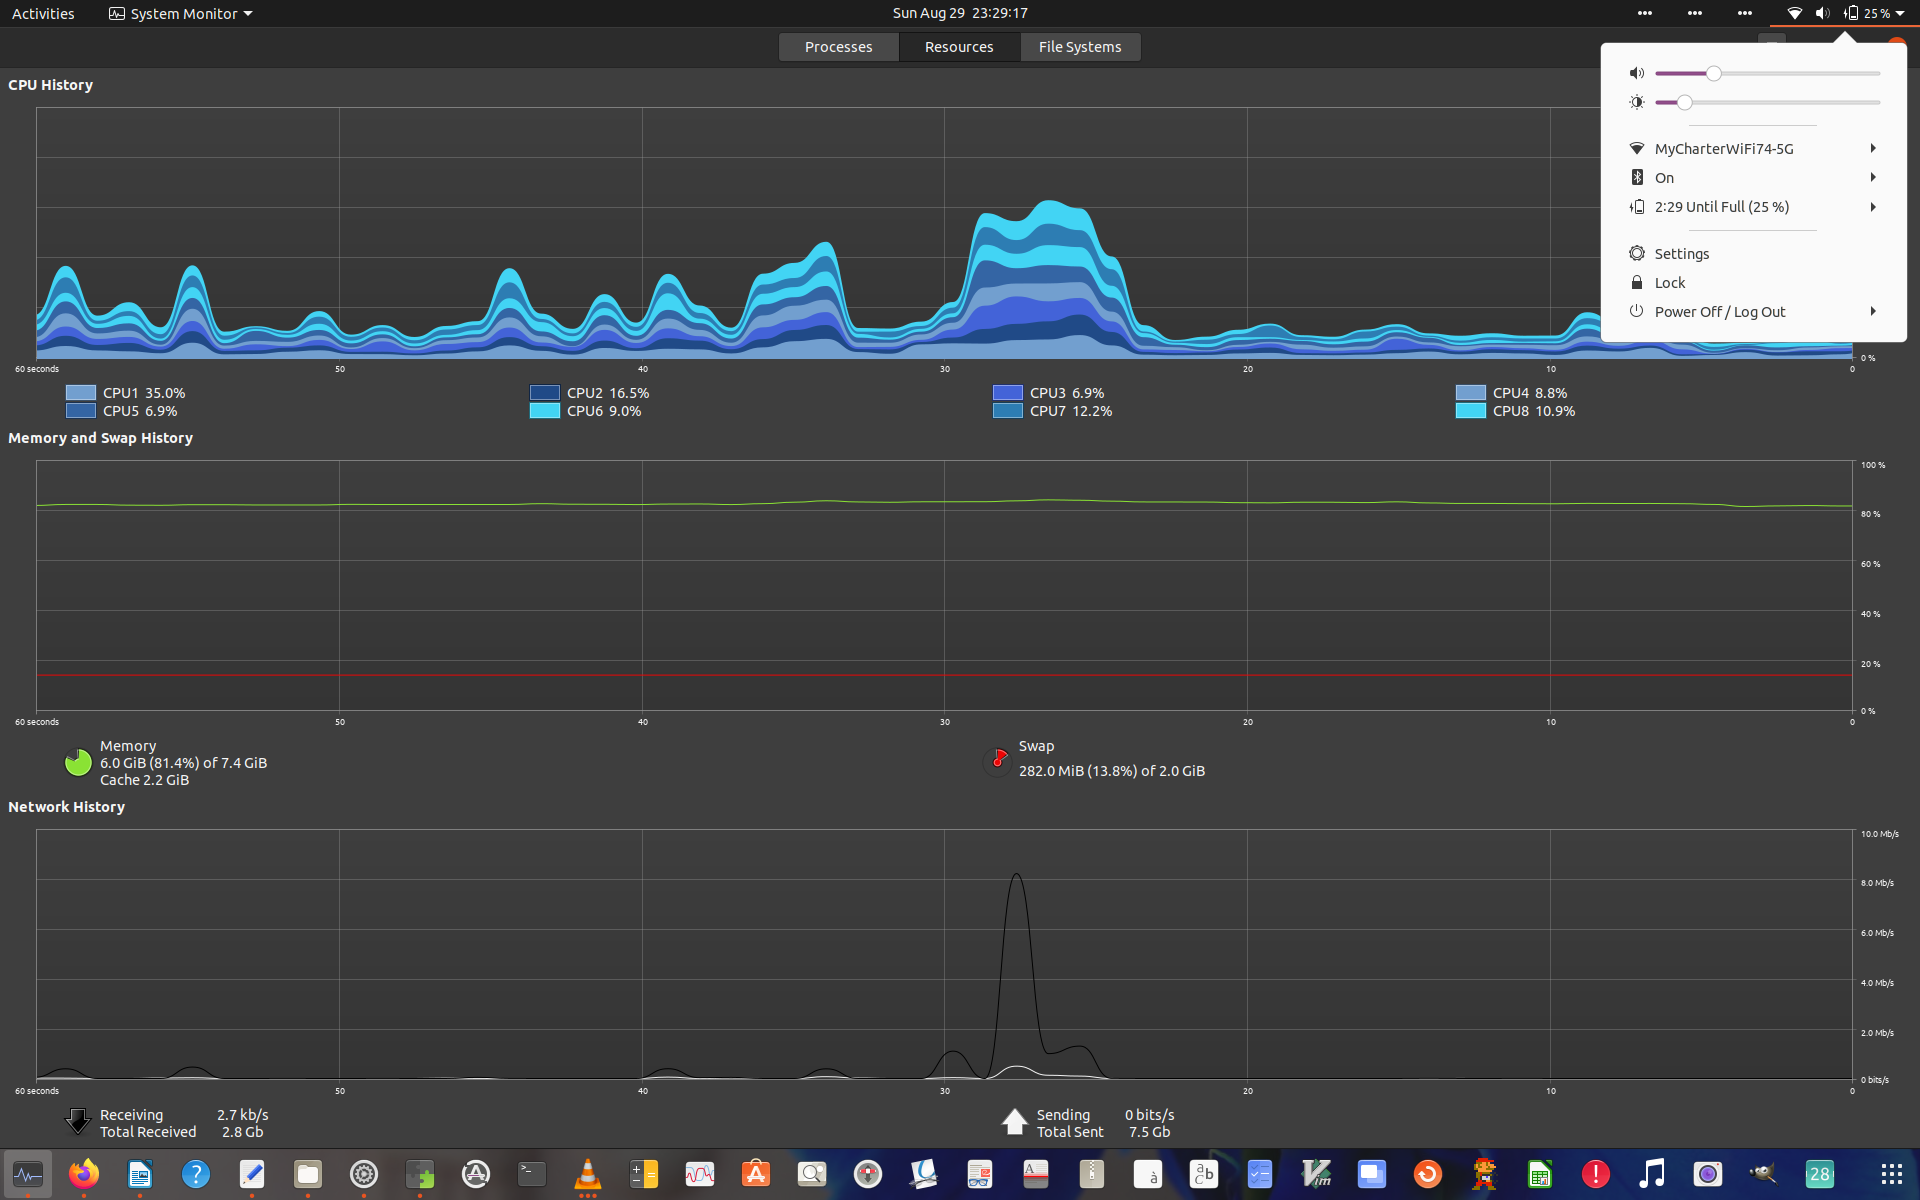 Activities
System Monitor
Sun Aug 29 23:29:17
25 %
Processes
Resources
File Systems
MyCharterWiFi74-5G
On
2:29 Until Full (25 %)
Settings
Lock
Power Off / Log Out
CPU History
0 %
60 seconds 50 40 30 20 10 0
CPU1 35.0%
CPU2 16.5%
CPU3 6.9%
CPU4 8.8%
CPU5 6.9%
CPU6 9.0%
CPU7 12.2%
CPU8 10.9%
Memory and Swap History
100 %
80 %
60 %
40 %
20 %
0 %
60 seconds 50 40 30 20 10 0
Memory
6.0 GiB (81.4%) of 7.4 GiB
Cache 2.2 GiB
Swap
282.0 MiB (13.8%) of 2.0 GiB
Network History
10.0 Mb/s
8.0 Mb/s
6.0 Mb/s
4.0 Mb/s
2.0 Mb/s
0 bits/s
60 seconds 50 40 30 20 10 0
Receiving 2.7 kb/s
Total Received 2.8 Gb
Sending 0 bits/s
Total Sent 7.5 Gb
?
>_
A
à
a b c
Vim
!
28